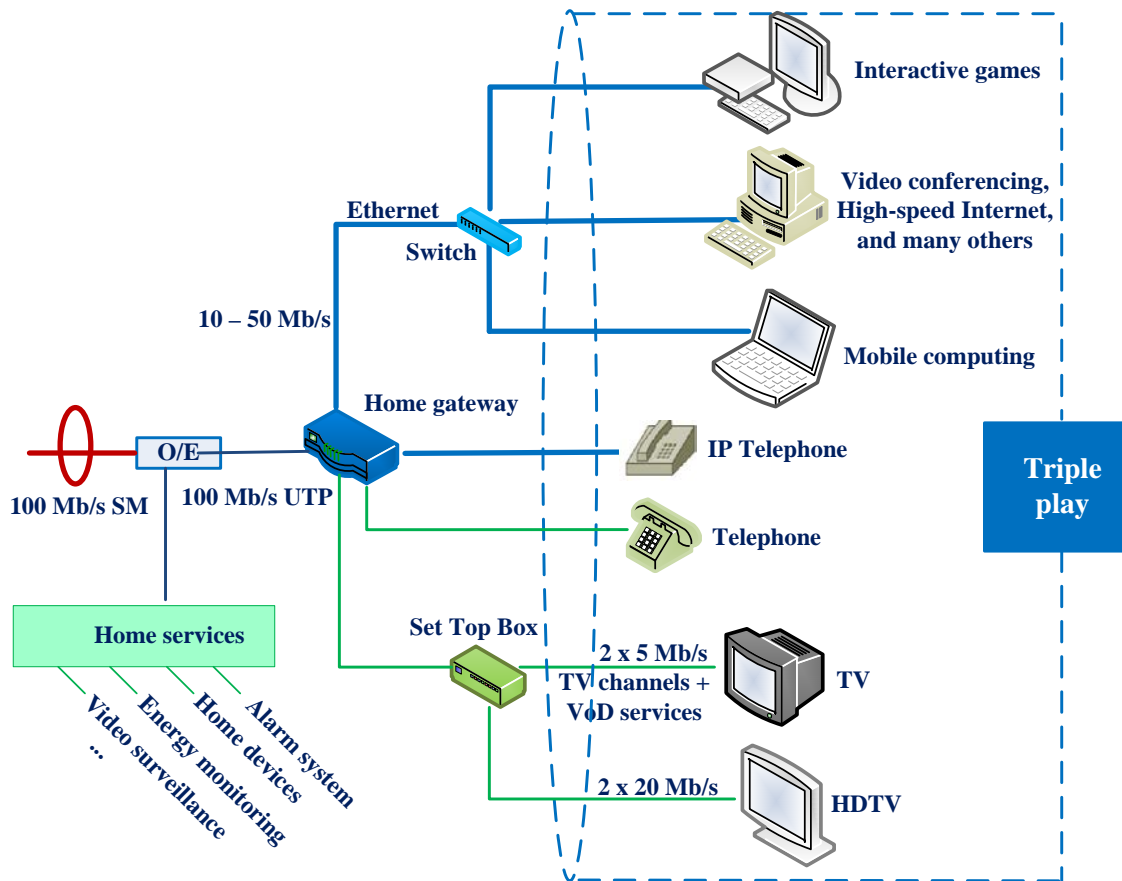 Interactive games
Video conferencing,
High-speed Internet,
and many others
Ethernet
Switch
10 – 50 Mb/s
Mobile computing
Home gateway
O/E
IP Telephone
100 Mb/s SM
100 Mb/s UTP
Triple
play
Telephone
Home services
Set Top Box
2 x 5 Mb/s
TV channels +
VoD services
TV
Alarm system
Home devices
Energy monitoring
Video surveillance
...
2 x 20 Mb/s
HDTV